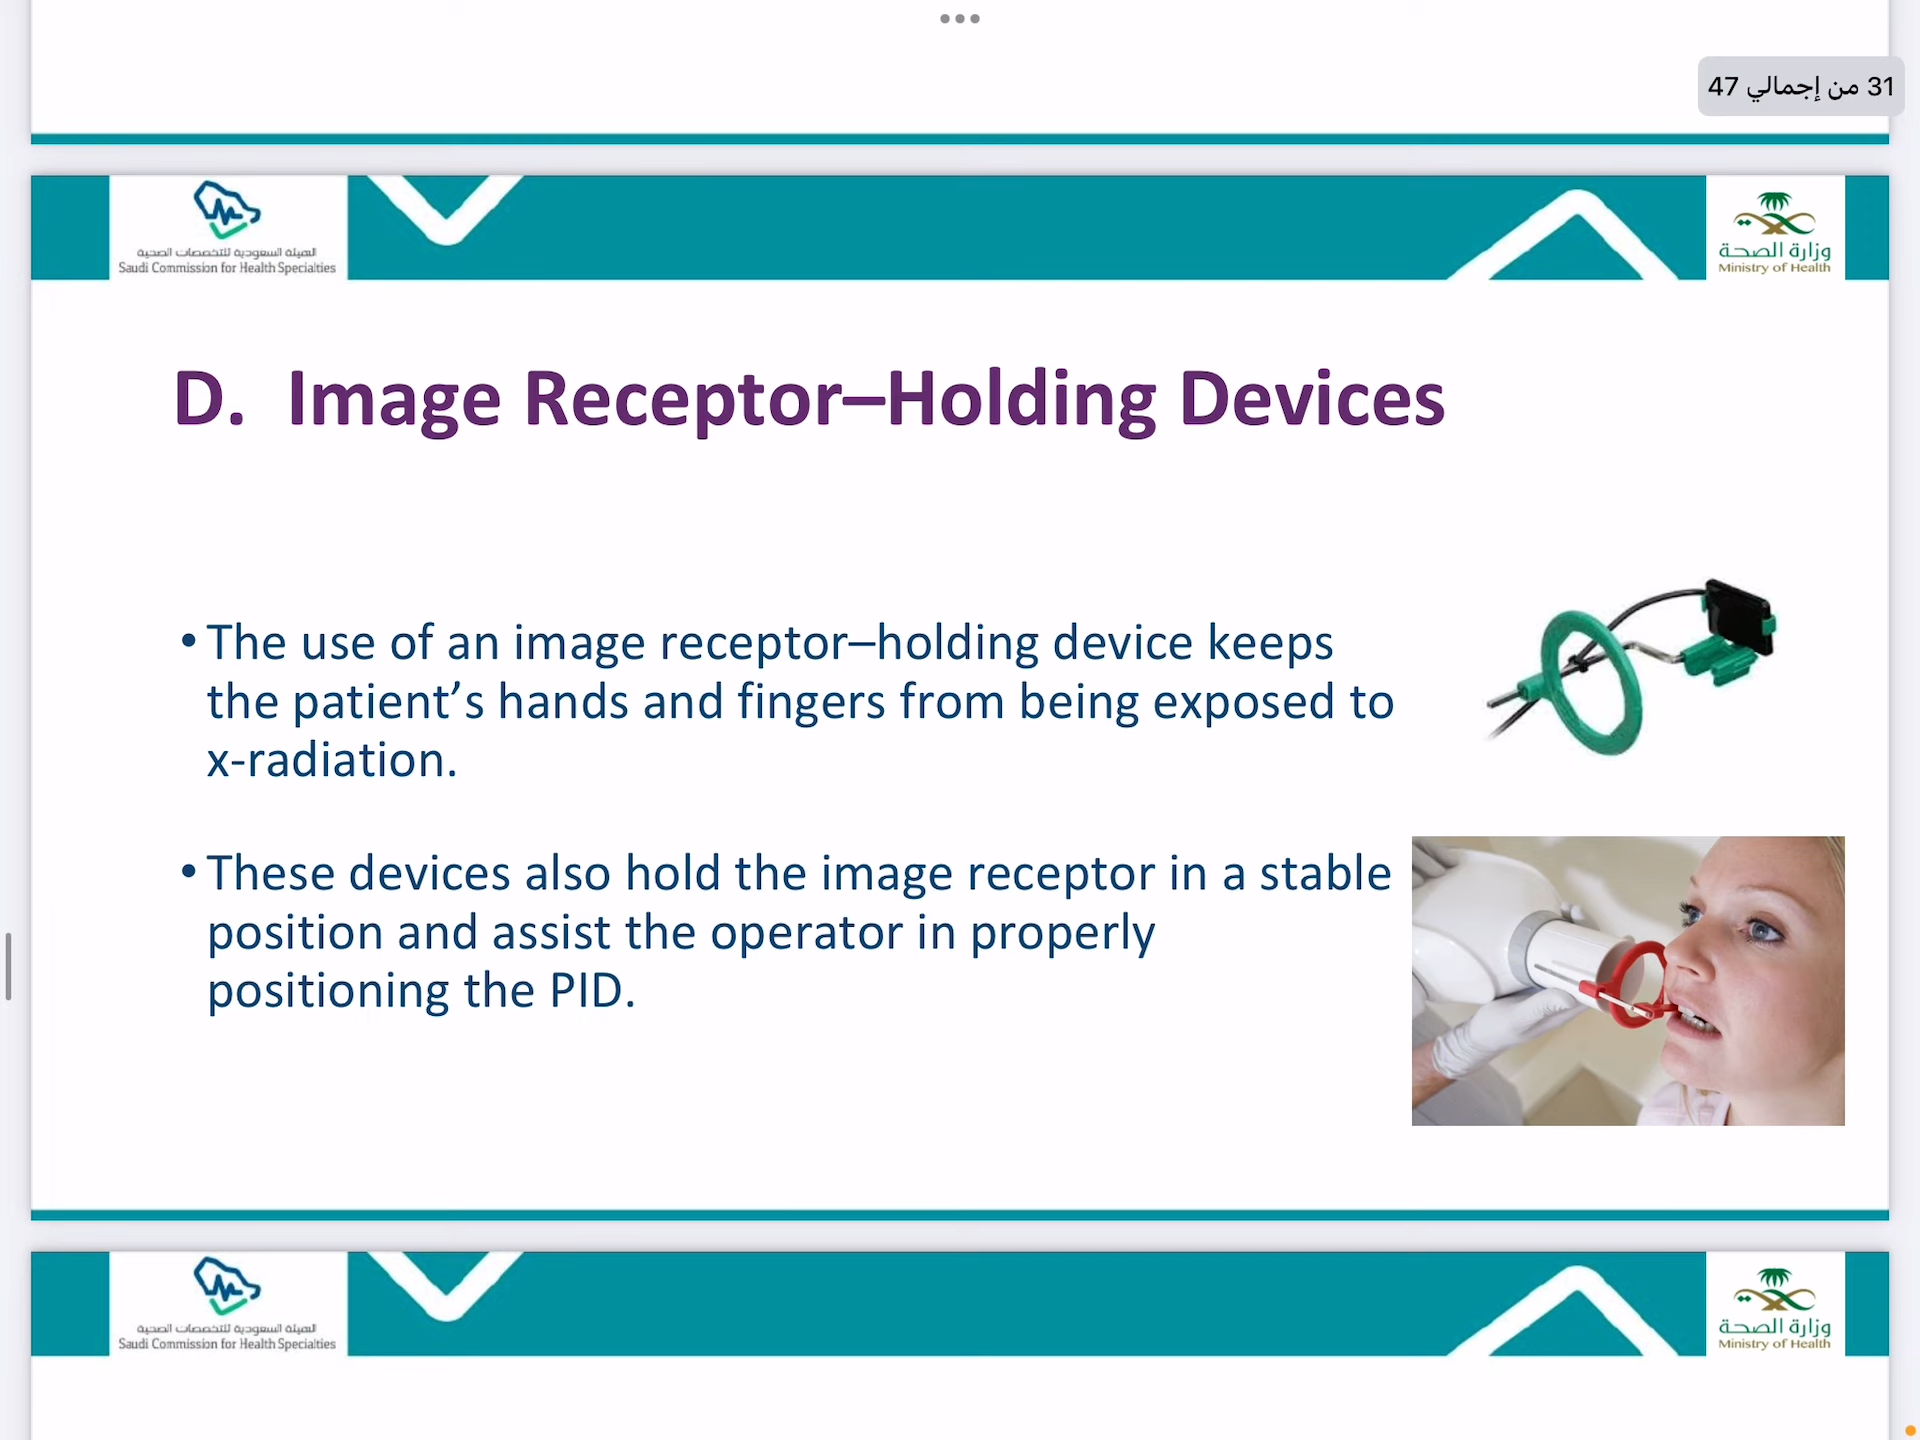 31 من إجمالي 47
الهيئة السعودية للتخصصات الصحية
Saudi Commission for Health Specialties
وزارة الصحة
Ministry of Health
D. Image Receptor–Holding Devices
• The use of an image receptor–holding device keeps
the patient’s hands and fingers from being exposed to
x-radiation.
• These devices also hold the image receptor in a stable
position and assist the operator in properly
positioning the PID.
الهيئة السعودية للتخصصات الصحية
Saudi Commission for Health Specialties
وزارة الصحة
Ministry of Health